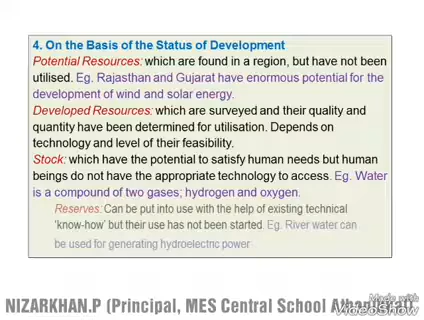 4. On the Basis of the Status of Development
Potential Resources: which are found in a region, but have not been
utilised. Eg. Rajasthan and Gujarat have enormous potential for the
development of wind and solar energy.
Developed Resources: which are surveyed and their quality and
quantity have been determined for utilisation. Depends on
technology and level of their feasibility.
Stock: which have the potential to satisfy human needs but human
beings do not have the appropriate technology to access. Eg. Water
is a compound of two gases; hydrogen and oxygen.
Reserves: Can be put into use with the help of existing technical
‘know-how’ but their use has not been started. Eg. River water can
be used for generating hydroelectric power
Made with
VideoShow
NIZARKHAN.P (Principal, MES Central School